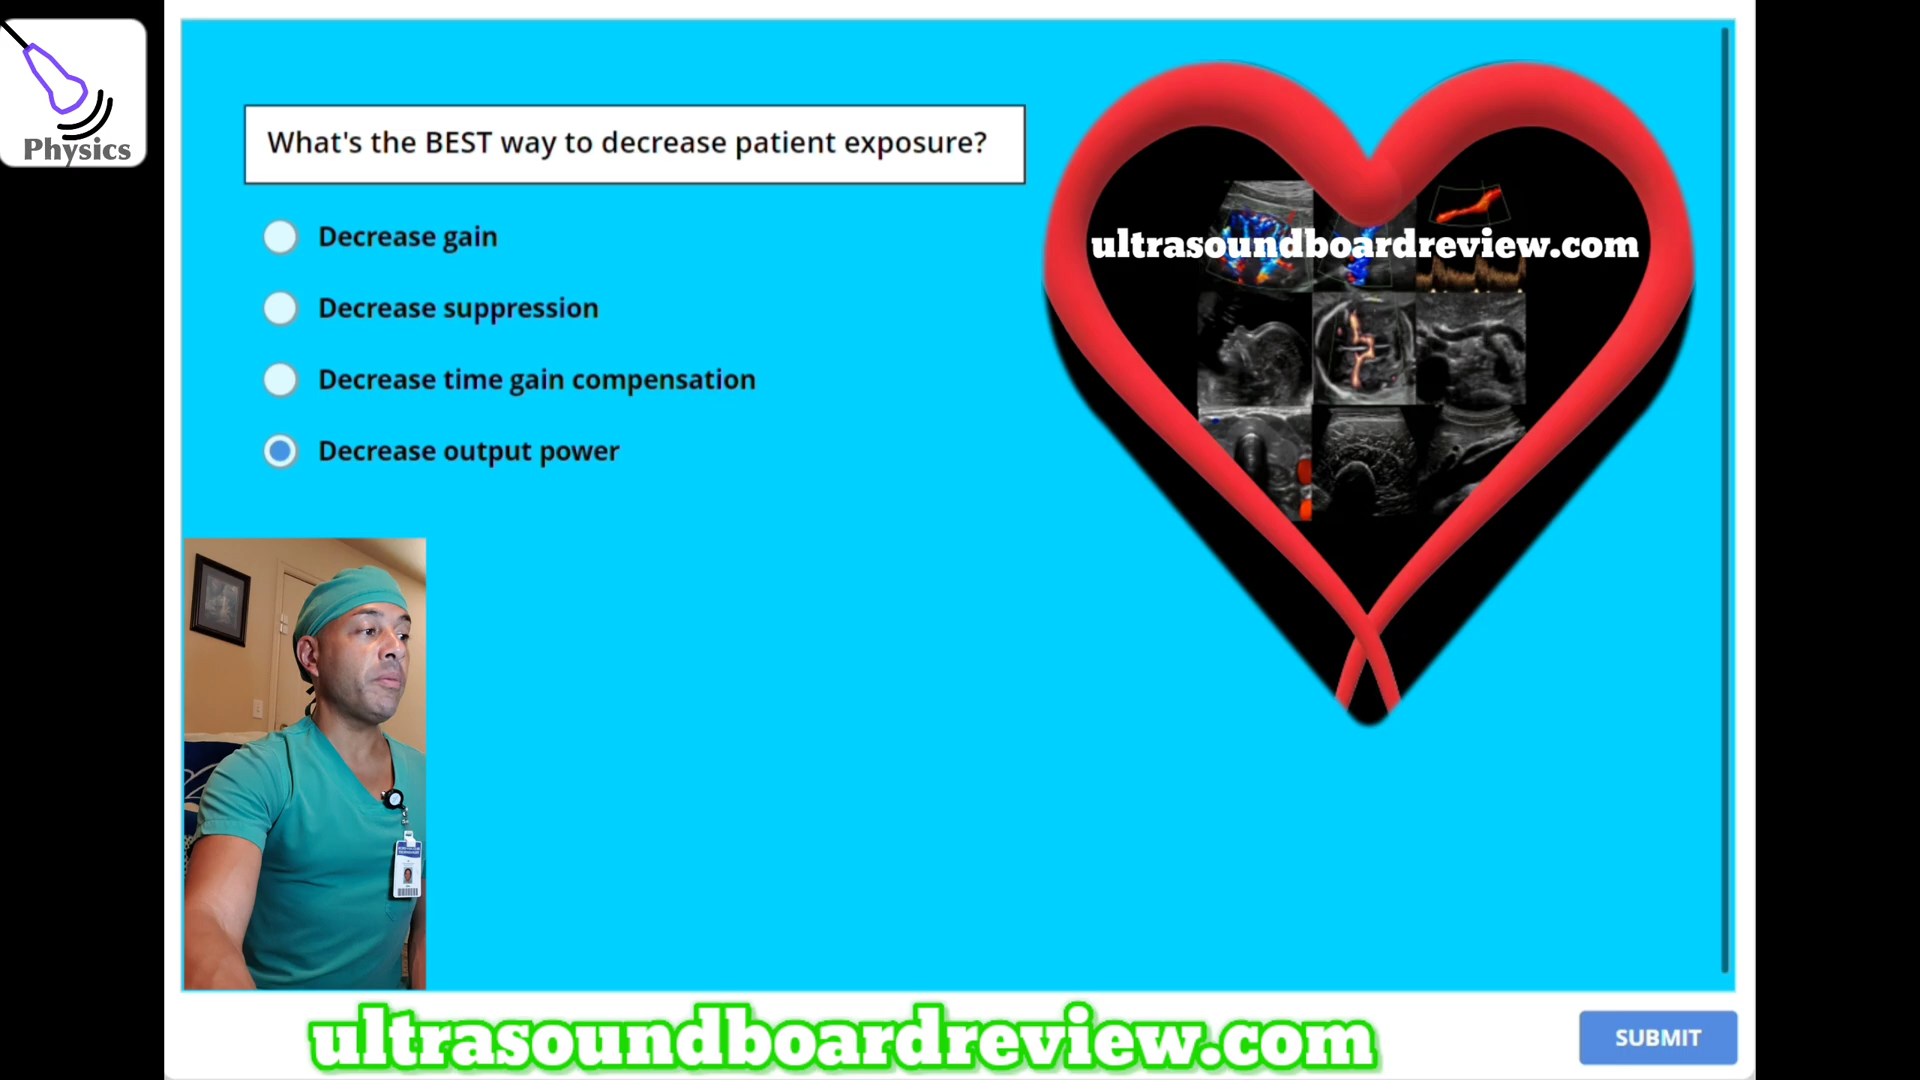 Physics
What's the BEST way to decrease patient exposure?
Decrease gain
Decrease suppression
Decrease time gain compensation
Decrease output power
ultrasoundboardreview.com
ultrasoundboardreview.com
SUBMIT